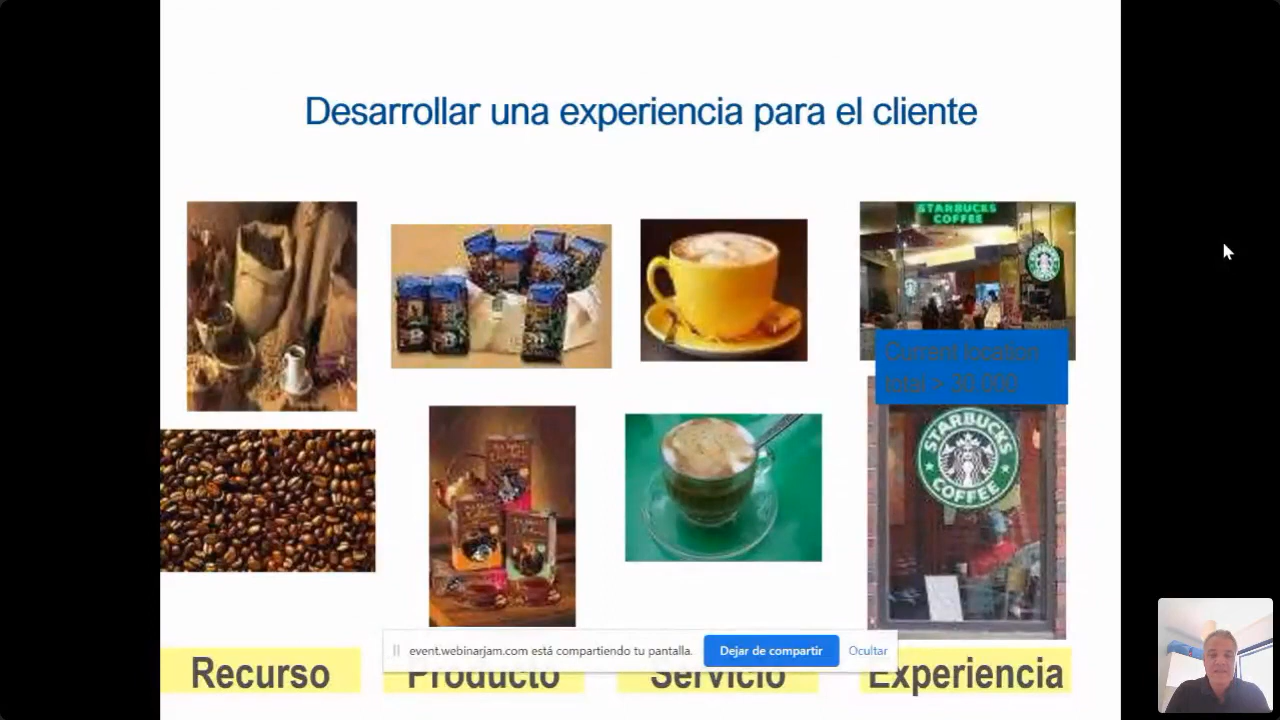 Desarrollar una experiencia para el cliente
STARBUCKS
COFFEE
Current location
total > 30.000
STARBUCKS
COFFEE
event.webinarjam.com está compartiendo tu pantalla.
Dejar de compartir
Ocultar
Recurso
Producto
Servicio
Experiencia